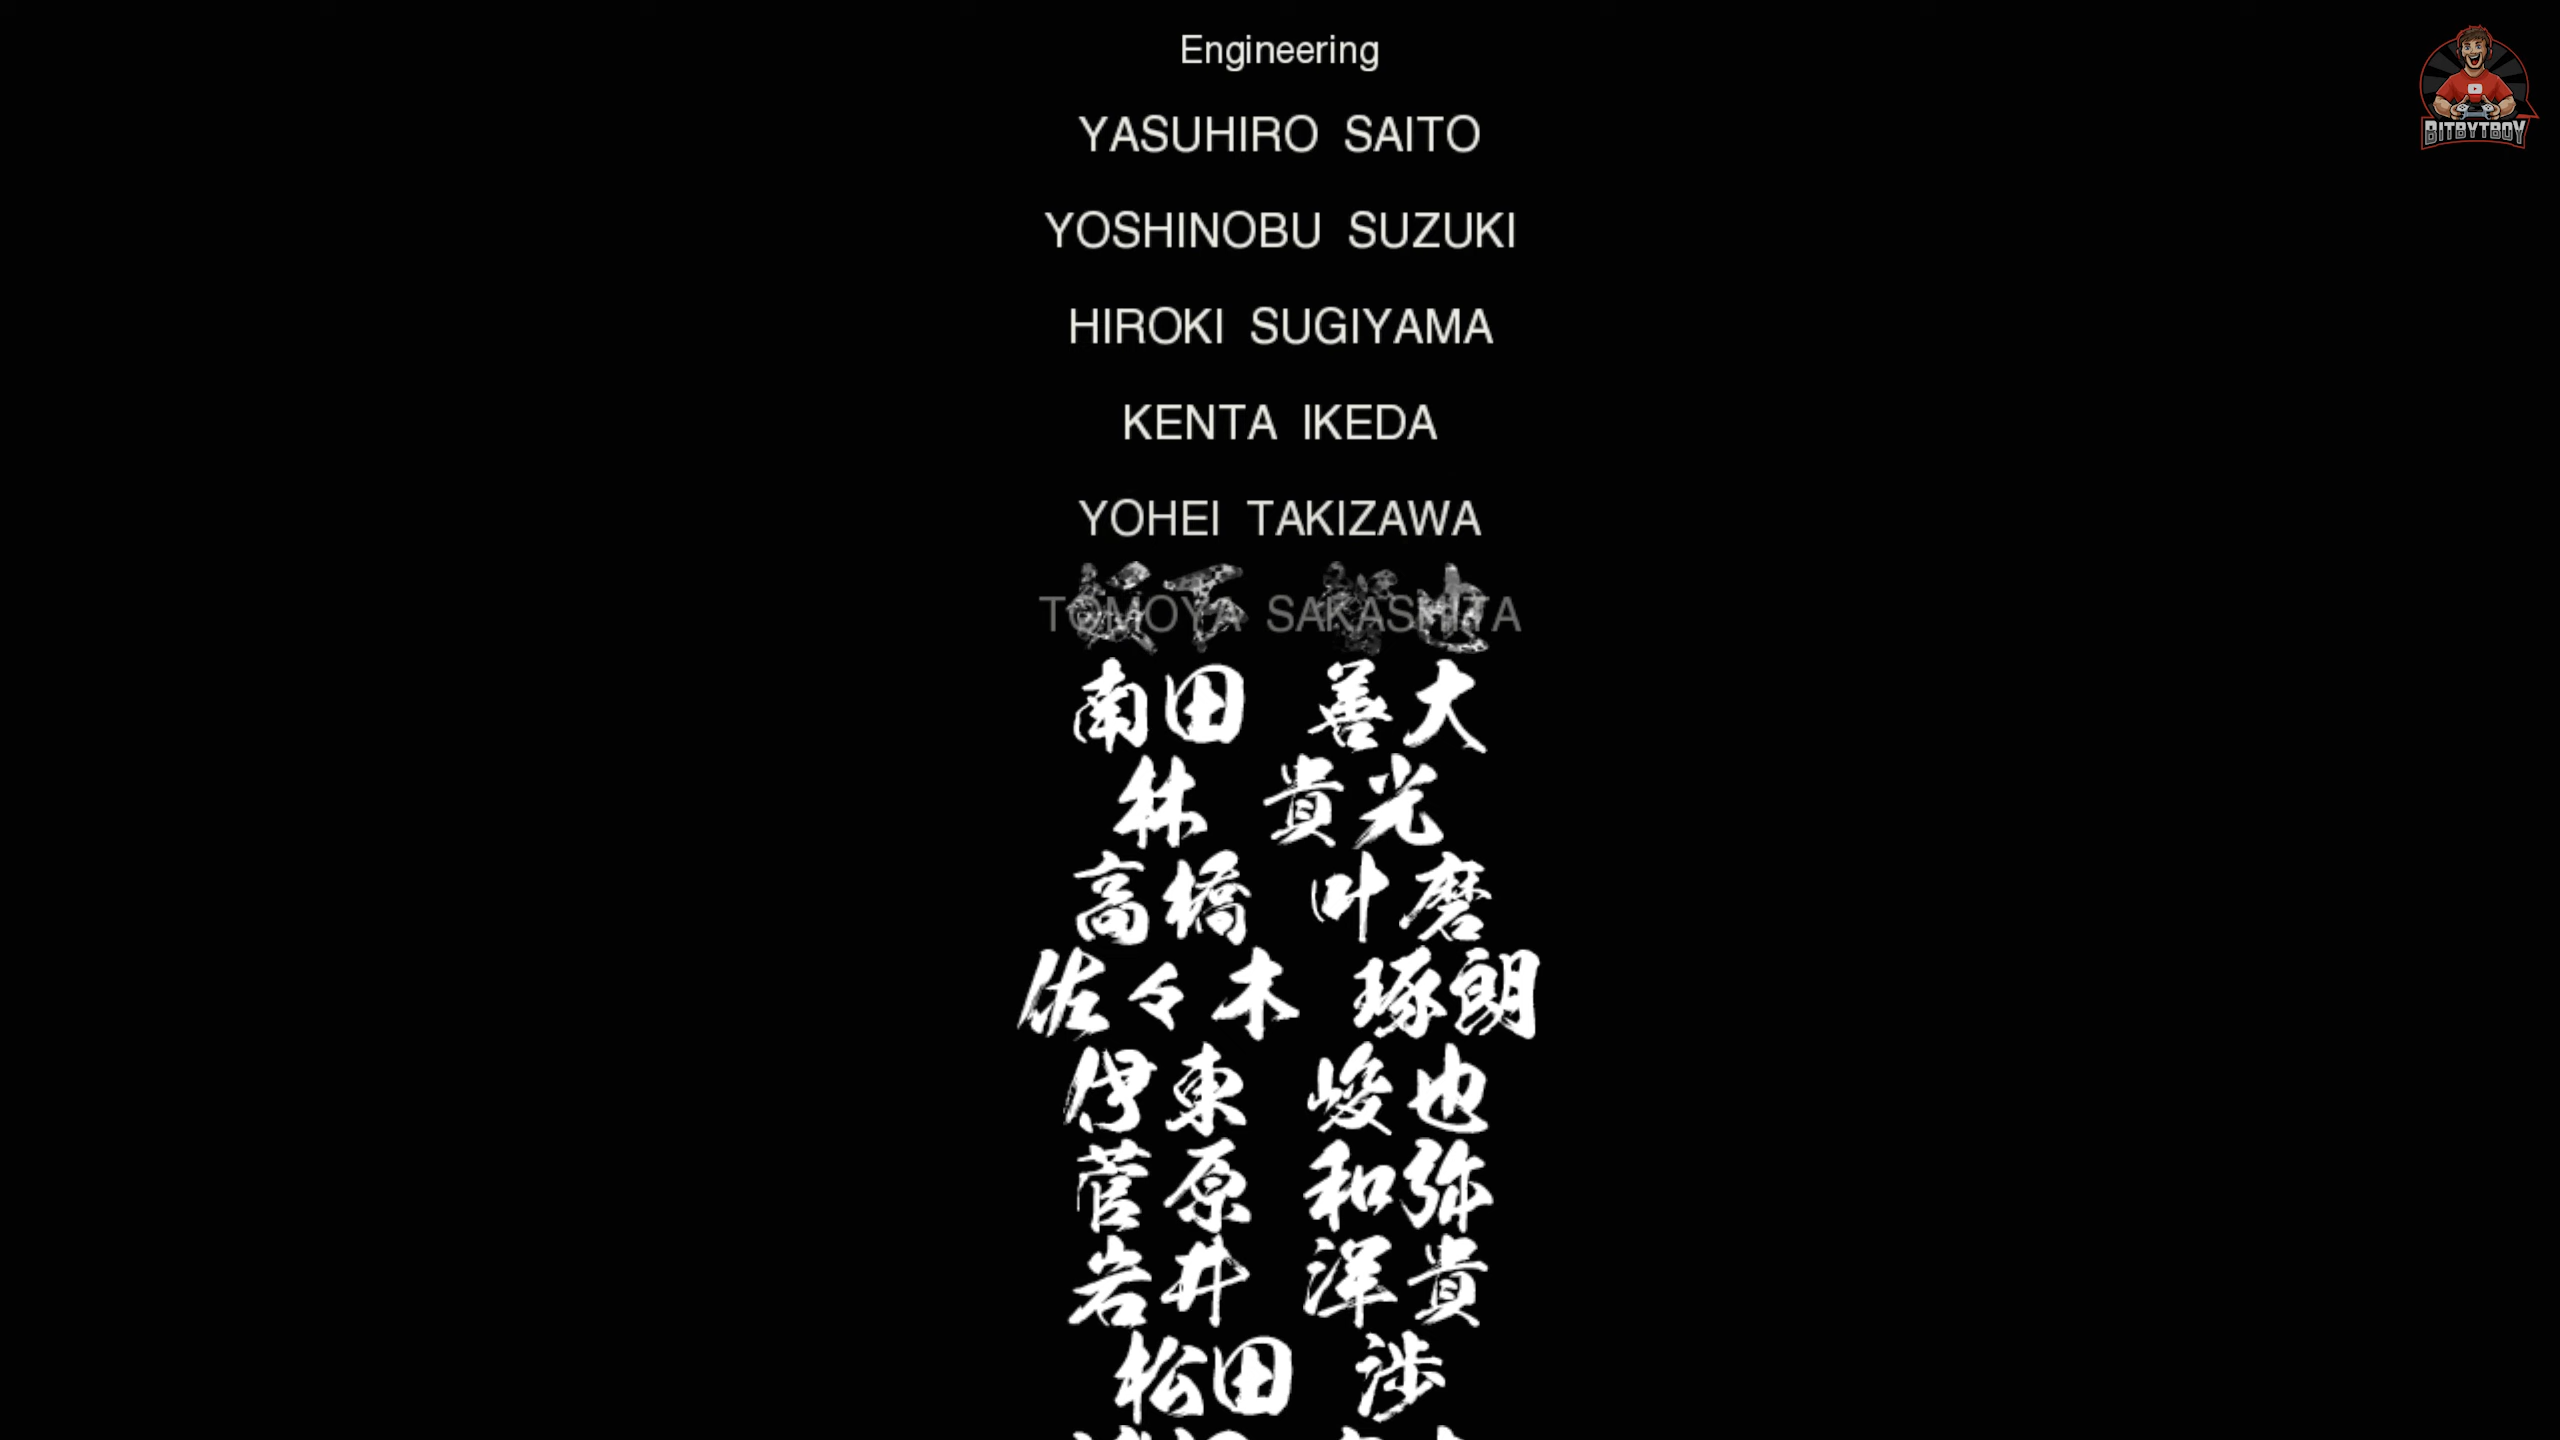 Engineering
BITBYTBOY
YASUHIRO SAITO
YOSHINOBU SUZUKI
HIROKI SUGIYAMA
KENTA IKEDA
YOHEI TAKIZAWA
TOMOYA SAKASHITA
南田 善大
林 貴光
高橋 叶磨
佐々木 琢朗
伊東 峻也
菅原 和弥
岩井 洋貴
松田 渉